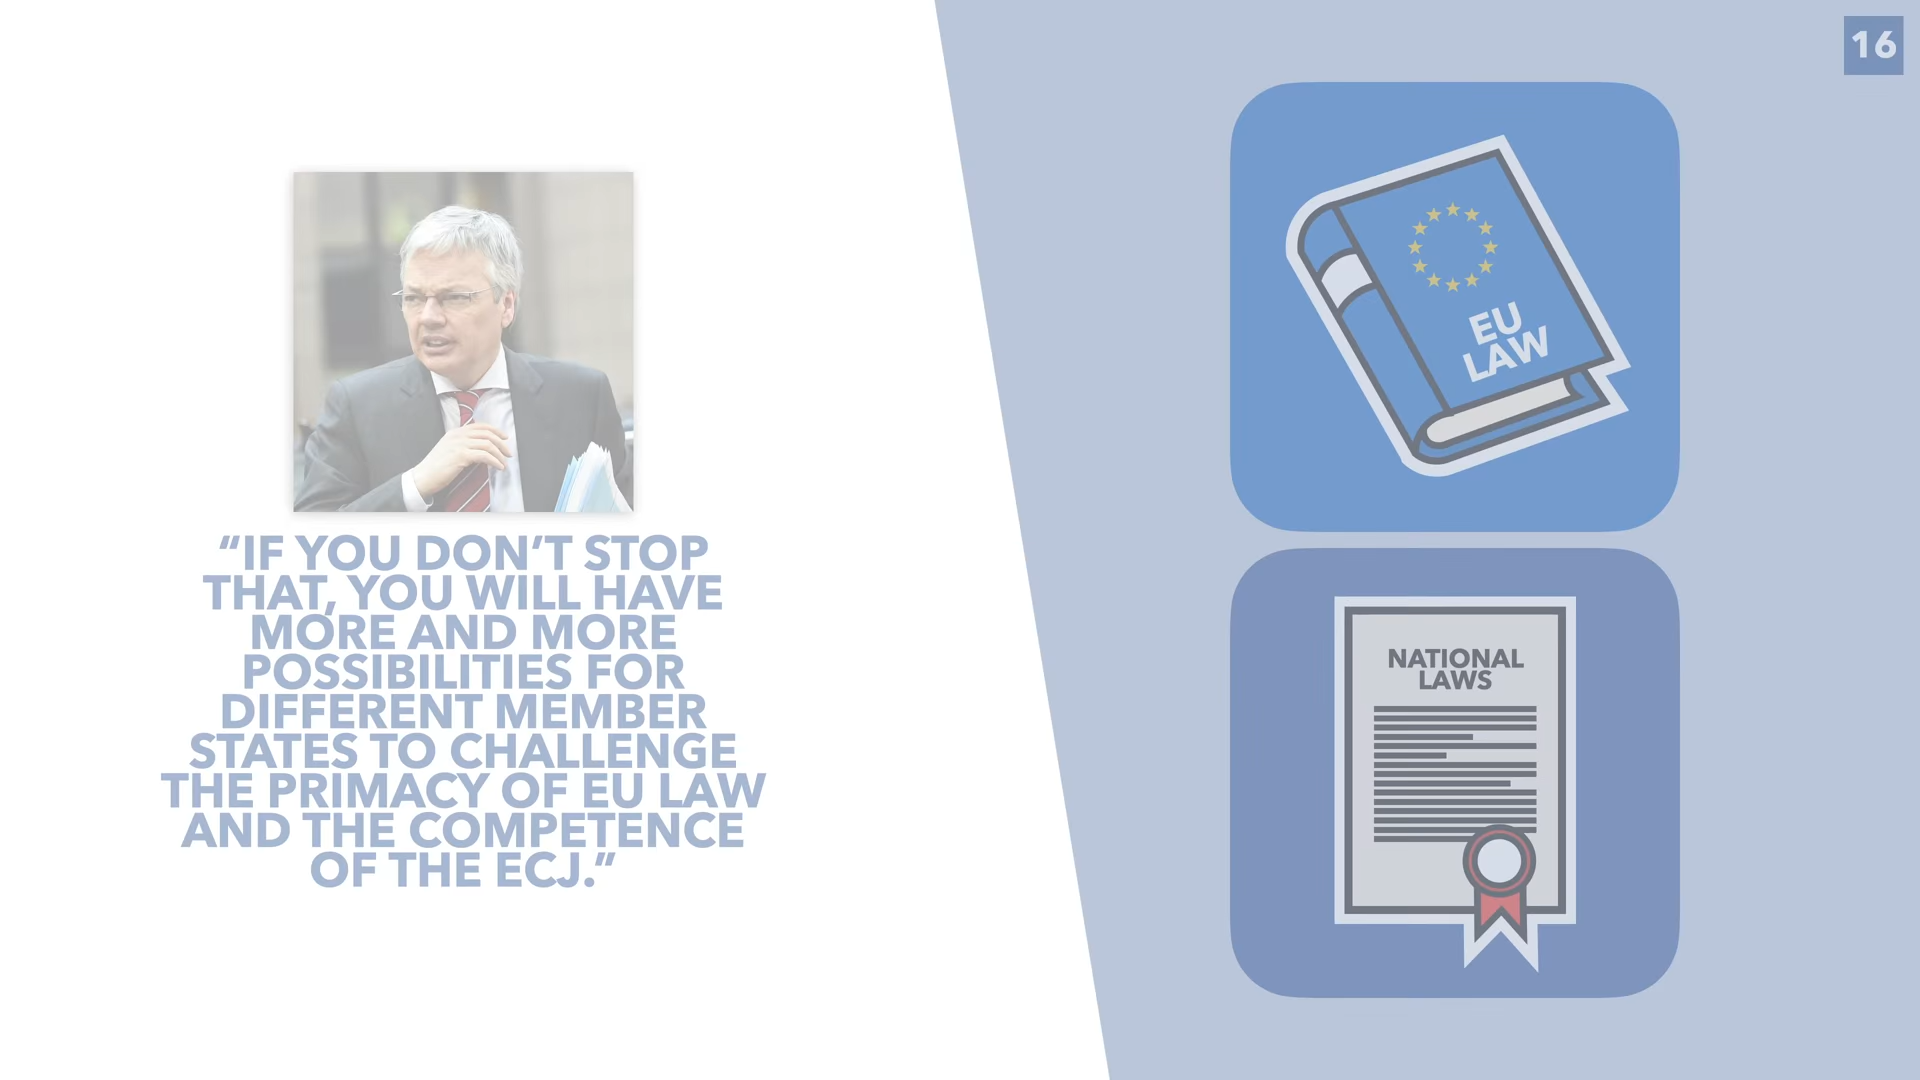 16
“IF YOU DON’T STOP
THAT, YOU WILL HAVE
MORE AND MORE
POSSIBILITIES FOR
DIFFERENT MEMBER
STATES TO CHALLENGE
THE PRIMACY OF EU LAW
AND THE COMPETENCE
OF THE ECJ.”
EU
LAW
NATIONAL
LAWS